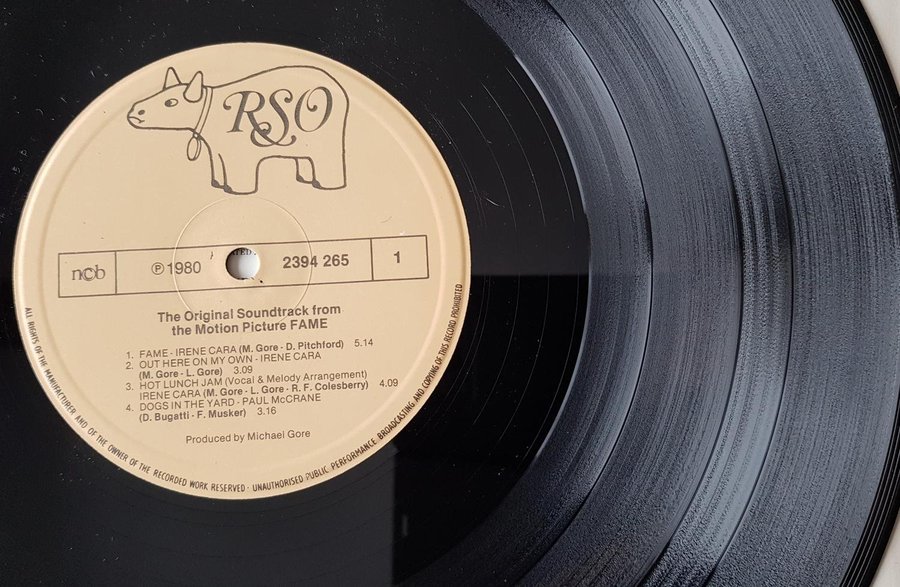 RSO
ncb
℗ 1980
2394 265
1
The Original Soundtrack from
the Motion Picture FAME
1. FAME - IRENE CARA (M. Gore - D. Pitchford) 5.14
2. OUT HERE ON MY OWN - IRENE CARA
(M. Gore - L. Gore) 3.09
3. HOT LUNCH JAM (Vocal & Melody Arrangement)
IRENE CARA (M. Gore - L. Gore - R. F. Colesberry) 4.09
4. DOGS IN THE YARD - PAUL McCRANE
(D. Bugatti - F. Musker) 3.16
Produced by Michael Gore
ALL RIGHTS OF THE MANUFACTURER AND OF THE OWNER OF THE RECORDED WORK RESERVED · UNAUTHORISED PUBLIC PERFORMANCE BROADCASTING AND COPYING OF THIS RECORD PROHIBITED